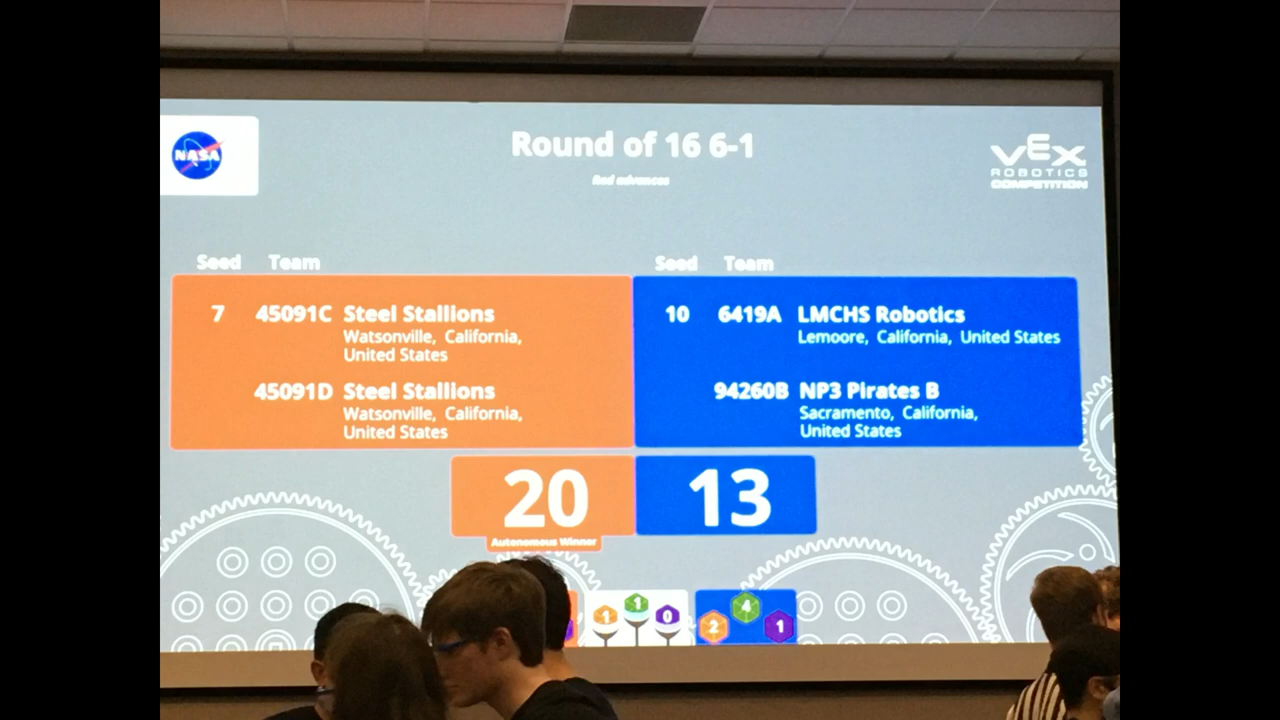 NASA
Round of 16 6-1
Red advances
VEX
ROBOTICS
COMPETITION
Seed Team
Seed Team
7 45091C Steel Stallions
Watsonville, California,
United States
45091D Steel Stallions
Watsonville, California,
United States
10 6419A LMCHS Robotics
Lemoore, California, United States
94260B NP3 Pirates B
Sacramento, California,
United States
20
Autonomous Winner
13
1 1 0
2 4 1